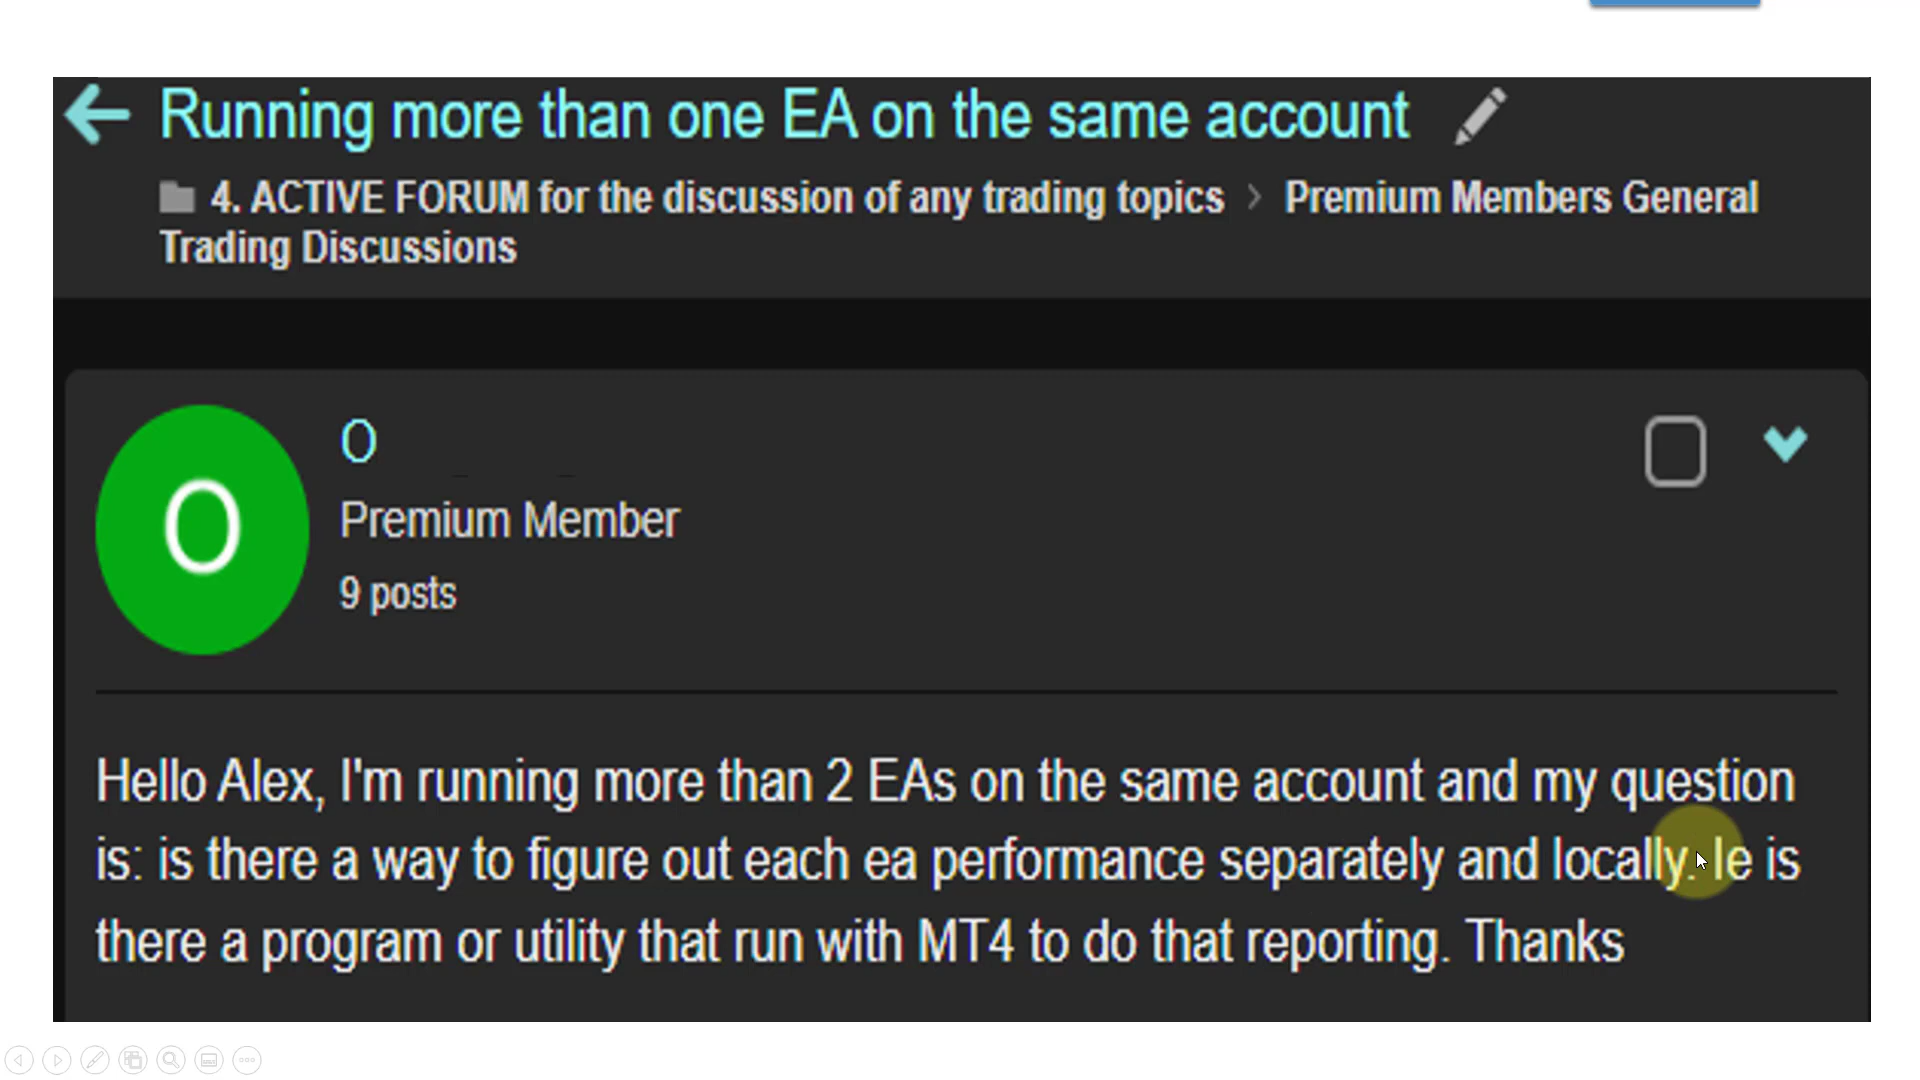 Running more than one EA on the same account
4. ACTIVE FORUM for the discussion of any trading topics > Premium Members General
Trading Discussions
O
O
Premium Member
9 posts
Hello Alex, I'm running more than 2 EAs on the same account and my question
is: is there a way to figure out each ea performance separately and locally. Ie is
there a program or utility that run with MT4 to do that reporting. Thanks